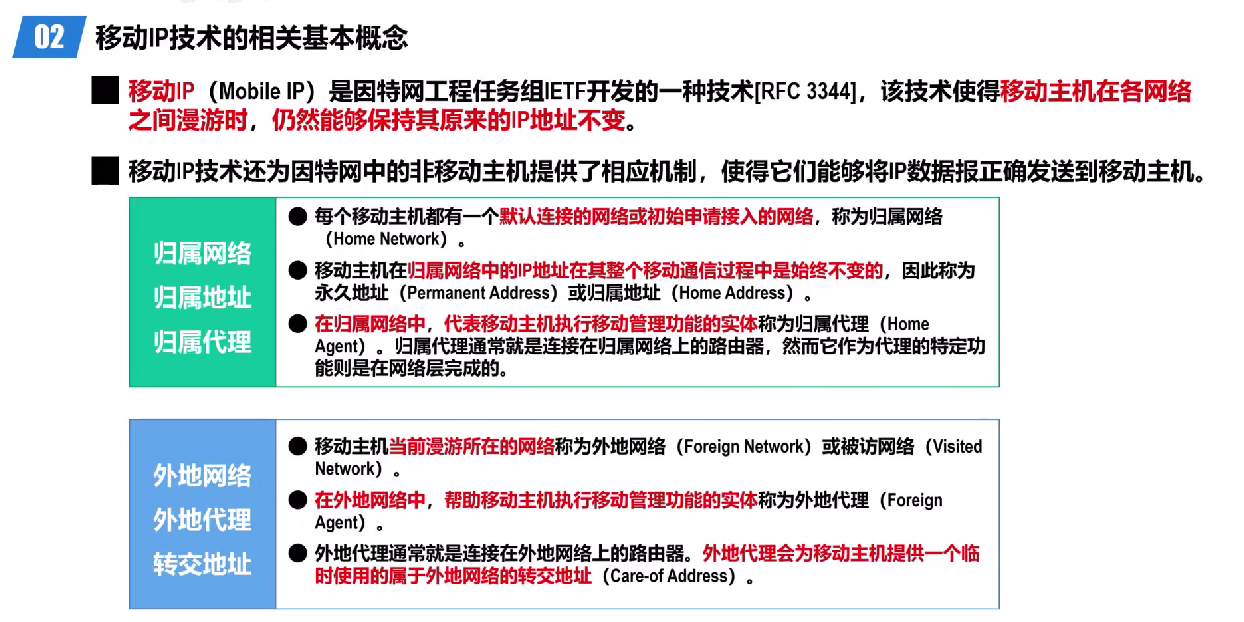 02 移动IP技术的相关基本概念
移动IP（Mobile IP）是因特网工程任务组IETF开发的一种技术[RFC 3344]，该技术使得移动主机在各网络
之间漫游时，仍然能够保持其原来的IP地址不变。
移动IP技术还为因特网中的非移动主机提供了相应机制，使得它们能够将IP数据报正确发送到移动主机。
归属网络
归属地址
归属代理
每个移动主机都有一个默认连接的网络或初始申请接入的网络，称为归属网络
（Home Network）。
移动主机在归属网络中的IP地址在其整个移动通信过程中是始终不变的，因此称为
永久地址（Permanent Address）或归属地址（Home Address）。
在归属网络中，代表移动主机执行移动管理功能的实体称为归属代理（Home
Agent）。归属代理通常就是连接在归属网络上的路由器，然而它作为代理的特定功
能则是在网络层完成的。
外地网络
外地代理
转交地址
移动主机当前漫游所在的网络称为外地网络（Foreign Network）或被访网络（Visited
Network）。
在外地网络中，帮助移动主机执行移动管理功能的实体称为外地代理（Foreign
Agent）。
外地代理通常就是连接在外地网络上的路由器。外地代理会为移动主机提供一个临
时使用的属于外地网络的转交地址（Care-of Address）。